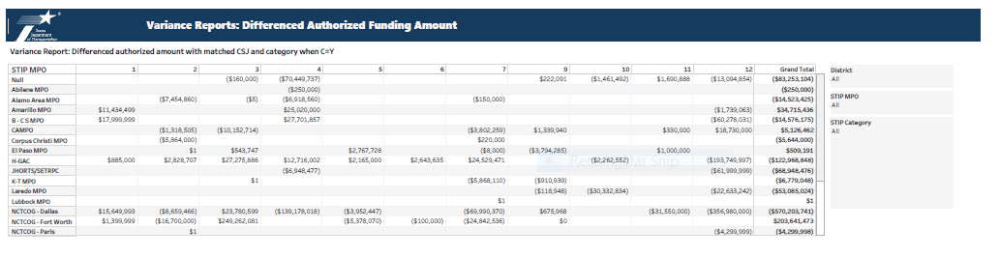 Texas Department of Transportation
Variance Reports: Differenced Authorized Funding Amount
Variance Report: Differenced authorized amount with matched CSJ and category when C=Y
STIP MPO 1 2 3 4 5 6 7 9 10 11 12 Grand Total
Null ($160,000) ($70,449,737) $222,091 ($1,461,492) $1,690,888 ($13,094,854) ($83,253,104)
Abilene MPO ($250,000) ($250,000)
Alamo Area MPO ($7,454,860) ($5) ($6,918,560) ($150,000) ($14,523,425)
Amarillo MPO $11,434,499 $25,020,000 ($1,739,063) $34,715,436
B - C S MPO $17,999,999 $27,701,857 ($60,278,031) ($14,576,175)
CAMPO ($1,318,505) ($10,152,714) ($3,802,259) $1,339,940 $330,000 $18,730,000 $5,126,462
Corpus Christi MPO ($5,864,000) $220,000 ($5,644,000)
El Paso MPO $1 $543,747 $2,767,728 ($8,000) ($3,794,285) $1,000,000 $509,191
H-GAC $885,000 $2,828,707 $27,275,886 $12,716,002 $2,165,000 $2,643,635 $24,529,471 ($2,262,552) ($193,749,997) ($122,968,848)
JHORTS/SETRPC ($6,948,477) ($61,999,999) ($68,948,476)
K-T MPO $1 ($5,868,110) ($910,939) ($6,779,048)
Laredo MPO ($118,948) ($30,332,834) ($22,633,242) ($53,085,024)
Lubbock MPO $1 $1
NCTCOG - Dallas $15,649,993 ($8,659,466) $23,780,599 ($139,178,018) ($3,952,447) ($69,990,370) $675,968 ($31,550,000) ($356,980,000) ($570,203,741)
NCTCOG - Fort Worth $1,399,999 ($16,700,000) $249,262,081 ($5,378,070) ($100,000) ($24,842,536) $0 $203,641,473
NCTCOG - Paris $1 ($4,299,999) ($4,299,998)
District
All
STIP MPO
All
STIP Category
All
Rectangular Snip